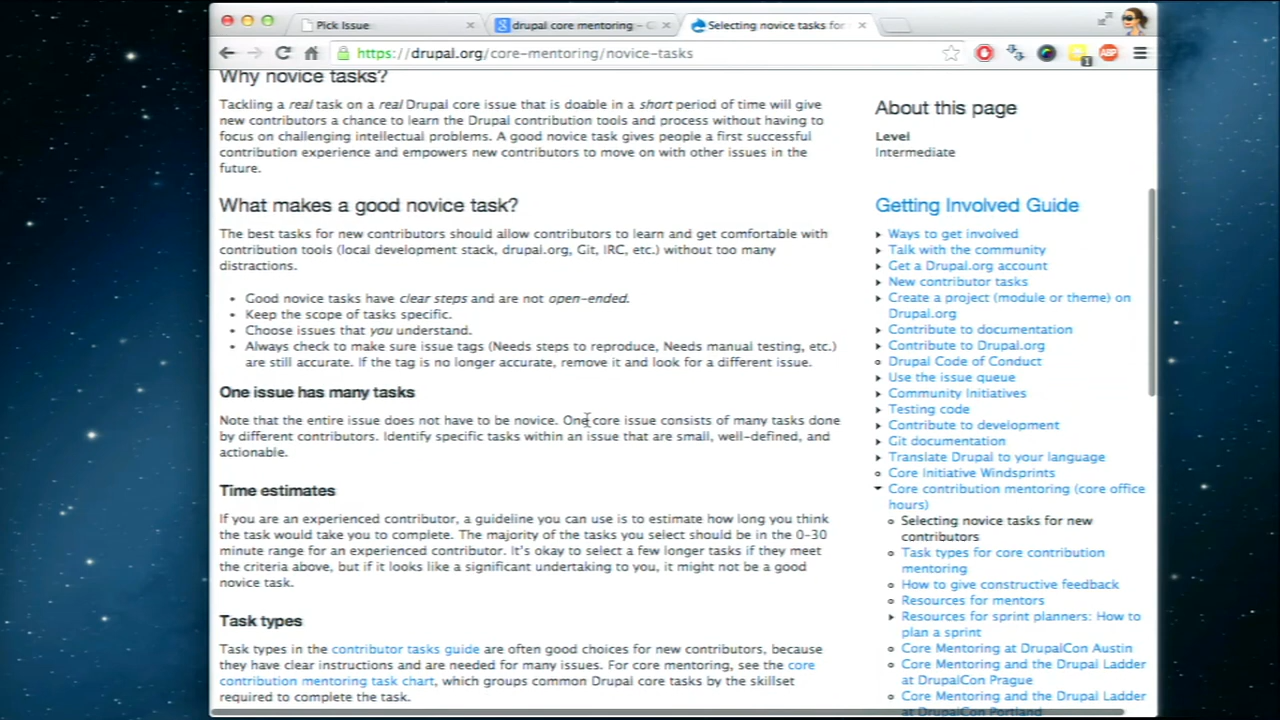 Pick Issue
drupal core mentoring -
Selecting novice tasks for
https://drupal.org/core-mentoring/novice-tasks
1
ABP
Why novice tasks?
Tackling a real task on a real Drupal core issue that is doable in a short period of time will give
new contributors a chance to learn the Drupal contribution tools and process without having to
focus on challenging intellectual problems. A good novice task gives people a first successful
contribution experience and empowers new contributors to move on with other issues in the
future.
What makes a good novice task?
The best tasks for new contributors should allow contributors to learn and get comfortable with
contribution tools (local development stack, drupal.org, Git, IRC, etc.) without too many
distractions.
• Good novice tasks have clear steps and are not open-ended.
• Keep the scope of tasks specific.
• Choose issues that you understand.
• Always check to make sure issue tags (Needs steps to reproduce, Needs manual testing, etc.)
are still accurate. If the tag is no longer accurate, remove it and look for a different issue.
One issue has many tasks
Note that the entire issue does not have to be novice. One core issue consists of many tasks done
by different contributors. Identify specific tasks within an issue that are small, well-defined, and
actionable.
Time estimates
If you are an experienced contributor, a guideline you can use is to estimate how long you think
the task would take you to complete. The majority of the tasks you select should be in the 0-30
minute range for an experienced contributor. It's okay to select a few longer tasks if they meet
the criteria above, but if it looks like a significant undertaking to you, it might not be a good
novice task.
Task types
Task types in the contributor tasks guide are often good choices for new contributors, because
they have clear instructions and are needed for many issues. For core mentoring, see the core
contribution mentoring task chart, which groups common Drupal core tasks by the skillset
required to complete the task.
About this page
Level
Intermediate
Getting Involved Guide
Ways to get involved
Talk with the community
Get a Drupal.org account
New contributor tasks
Create a project (module or theme) on
Drupal.org
Contribute to documentation
Contribute to Drupal.org
Drupal Code of Conduct
Use the issue queue
Community Initiatives
Testing code
Contribute to development
Git documentation
Translate Drupal to your language
Core Initiative Windsprints
Core contribution mentoring (core office
hours)
Selecting novice tasks for new
contributors
Task types for core contribution
mentoring
How to give constructive feedback
Resources for mentors
Resources for sprint planners: How to
plan a sprint
Core Mentoring at DrupalCon Austin
Core Mentoring and the Drupal Ladder
at DrupalCon Prague
Core Mentoring and the Drupal Ladder
at DrupalCon Portland